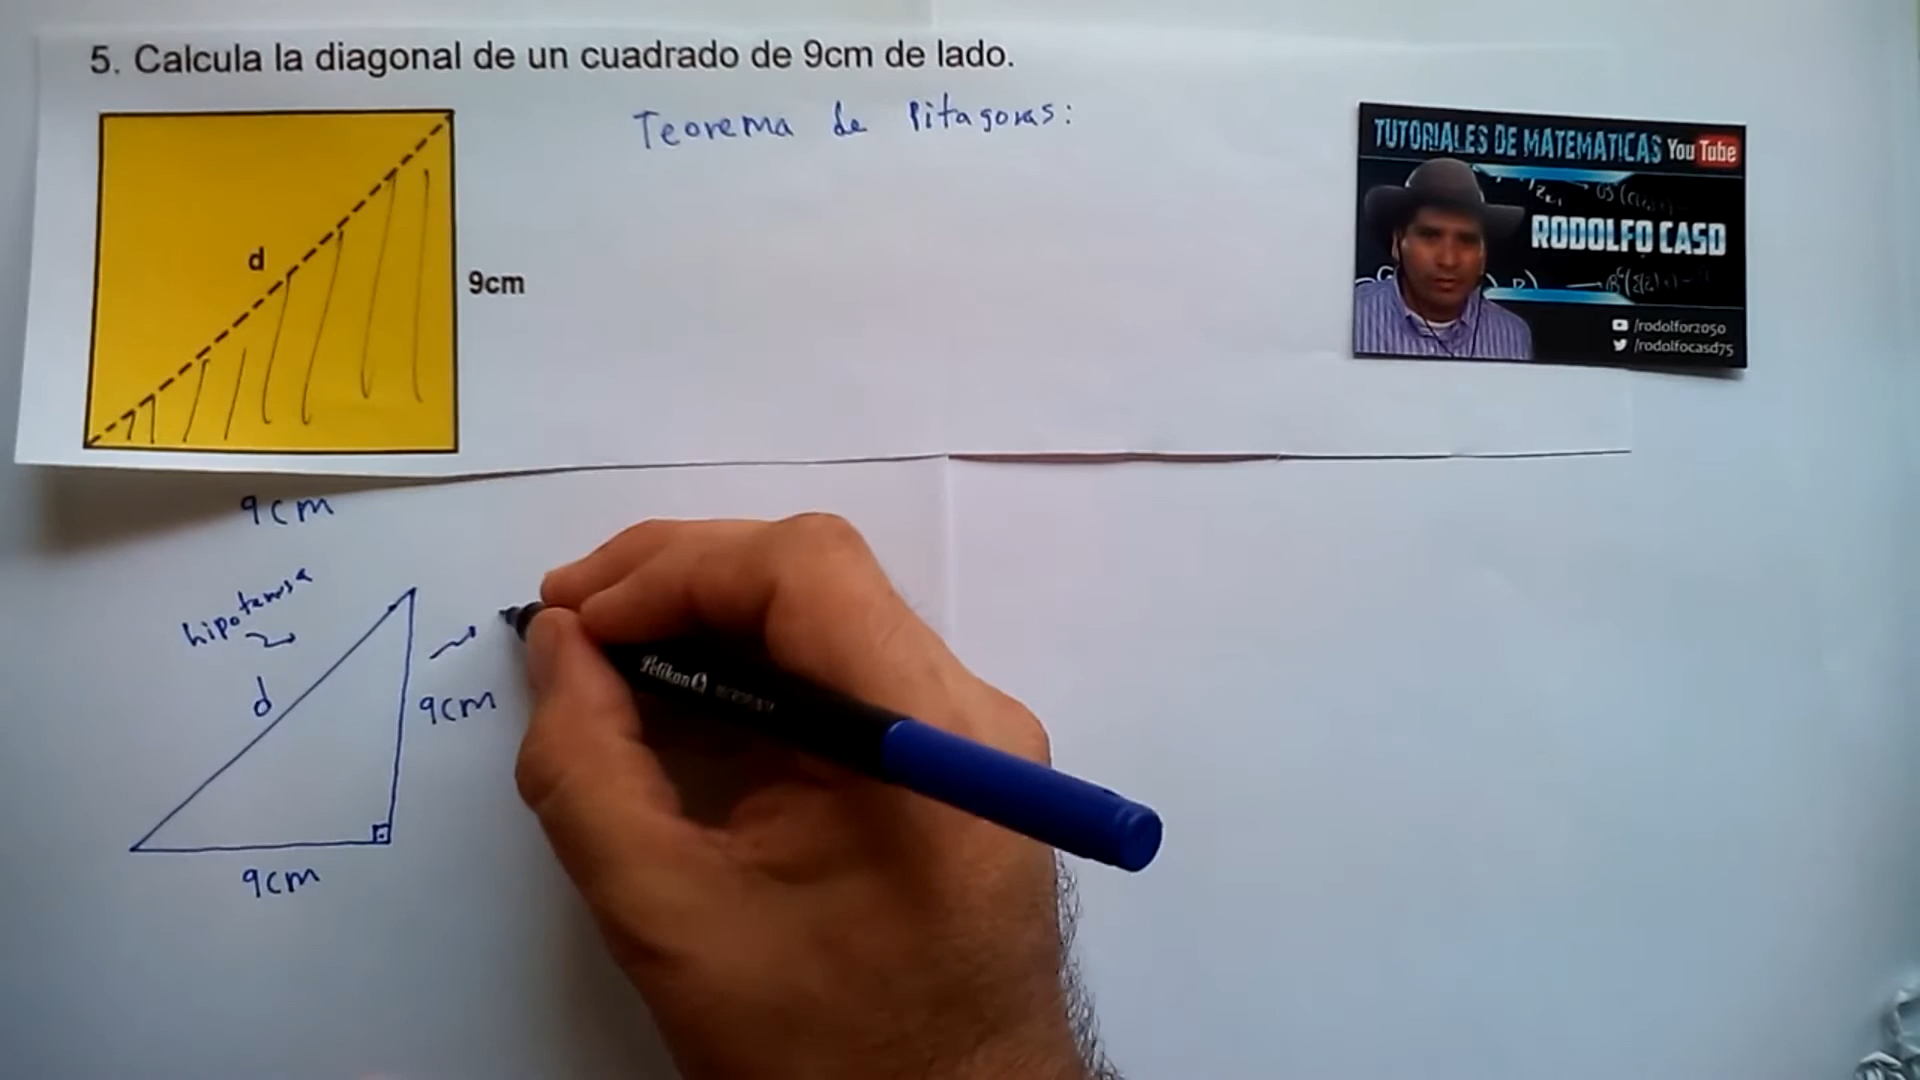 5. Calcula la diagonal de un cuadrado de 9cm de lado.
Teorema de Pitagoras:
TUTORIALES DE MATEMATICAS YouTube
RODOLFO CASD
/rodolfor2050
/rodolfocasd75
d
9cm
9cm
hipotenusa
d
9cm
9cm
Pelikan